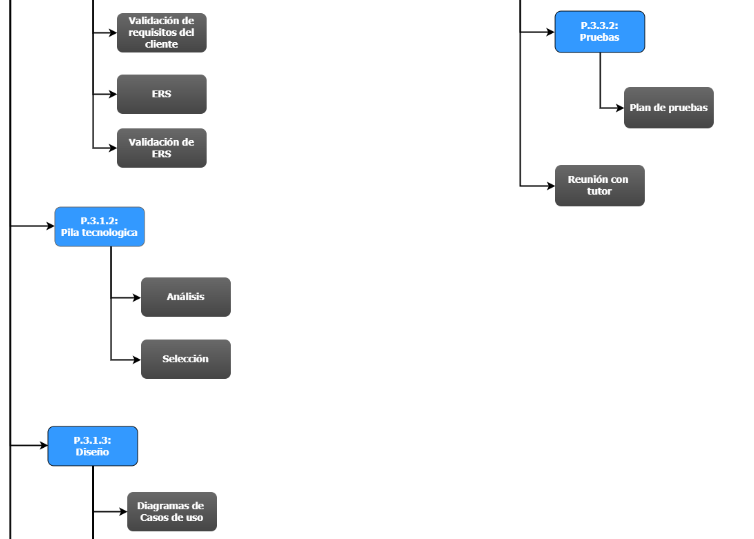 Validación de
requisitos del
cliente
ERS
Validación de
ERS
P.3.1.2:
Pila tecnologica
Análisis
Selección
P.3.1.3:
Diseño
Diagramas de
Casos de uso
P.3.3.2:
Pruebas
Plan de pruebas
Reunión con
tutor